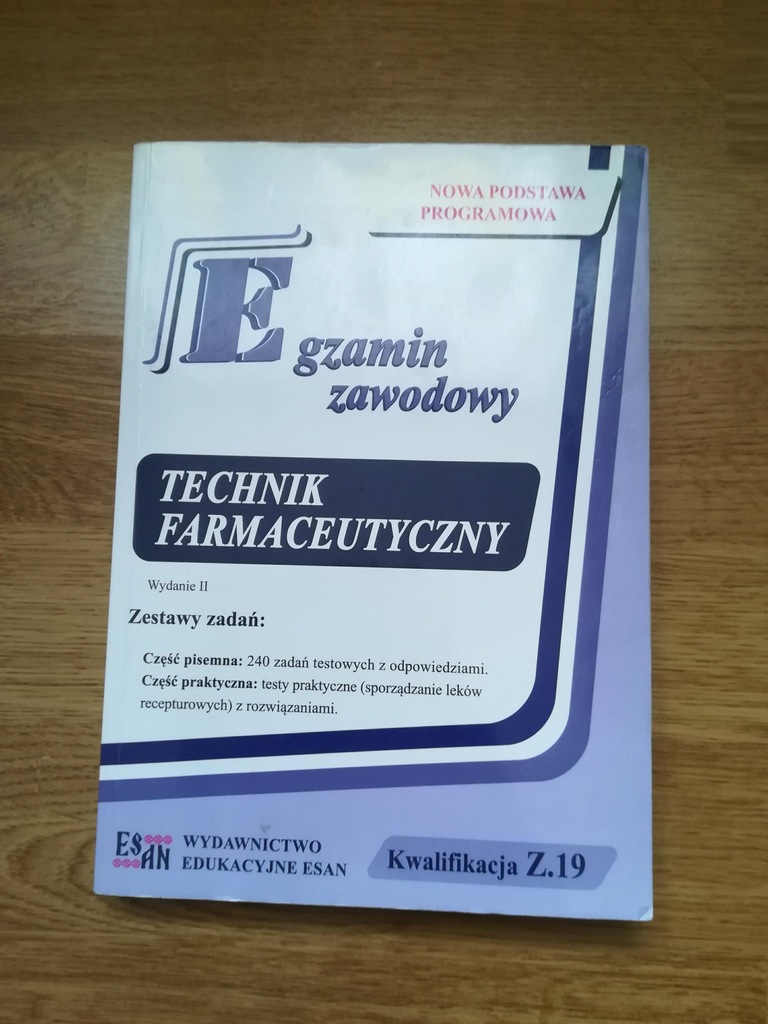 NOWA PODSTAWA
PROGRAMOWA
Egzamin
zawodowy
TECHNIK
FARMACEUTYCZNY
Wydanie II
Zestawy zadań:
Część pisemna: 240 zadań testowych z odpowiedziami.
Część praktyczna: testy praktyczne (sporządzanie leków
recepturowych) z rozwiązaniami.
ESAN
WYDAWNICTWO
EDUKACYJNE ESAN
Kwalifikacja Z.19